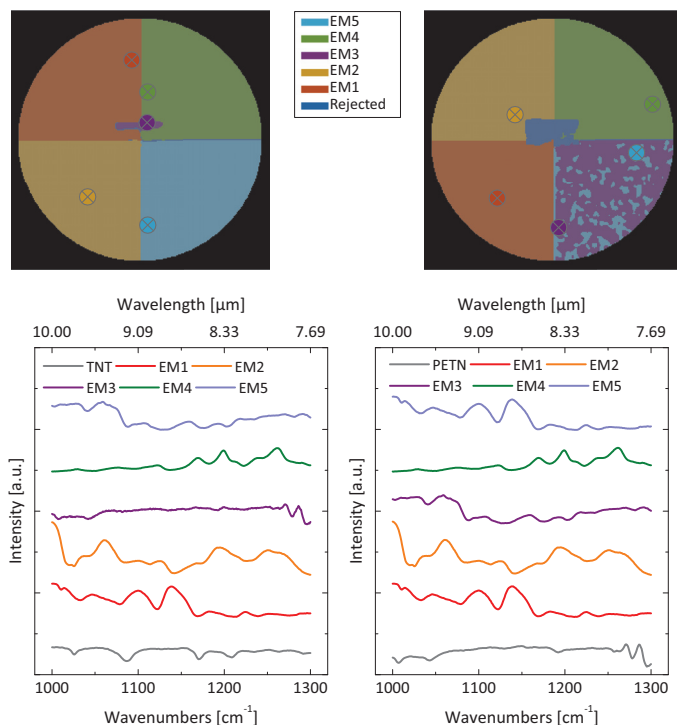 EM5
EM4
EM3
EM2
EM1
Rejected
Wavelength [µm]
10.00 9.09 8.33 7.69
TNT EM1 EM2
EM3 EM4 EM5
Intensity [a.u.]
1000 1100 1200 1300
Wavenumbers [cm⁻¹]
Wavelength [µm]
10.00 9.09 8.33 7.69
PETN EM1 EM2
EM3 EM4 EM5
Intensity [a.u.]
1000 1100 1200 1300
Wavenumbers [cm⁻¹]